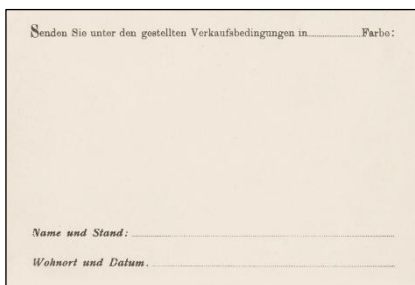 Senden Sie unter den gestellten Verkaufsbedingungen in................Farbe:
Name und Stand:
Wohnort und Datum.